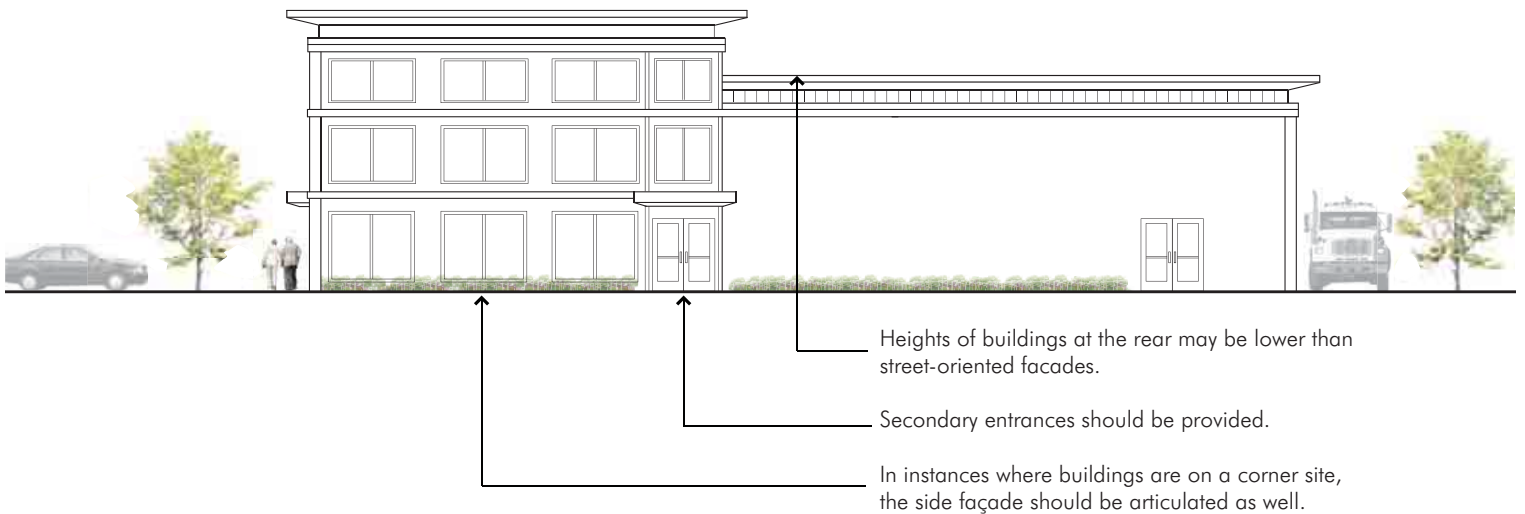 Heights of buildings at the rear may be lower than
street-oriented facades.
Secondary entrances should be provided.
In instances where buildings are on a corner site,
the side façade should be articulated as well.